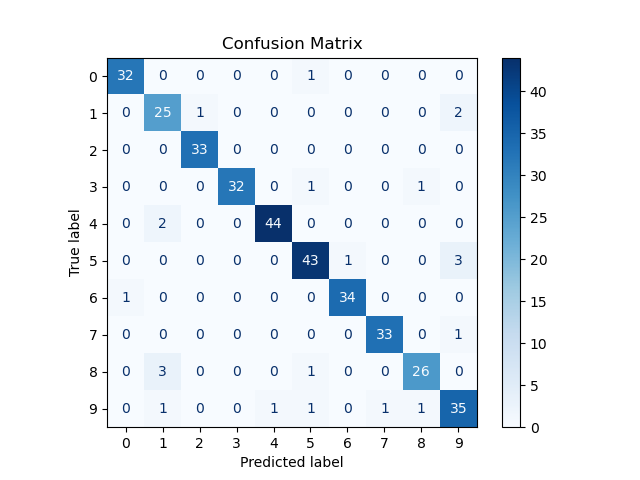 Confusion Matrix
0 32 0 0 0 0 1 0 0 0 0
1 0 25 1 0 0 0 0 0 0 2
2 0 0 33 0 0 0 0 0 0 0
3 0 0 0 32 0 1 0 0 1 0
4 0 2 0 0 44 0 0 0 0 0
5 0 0 0 0 0 43 1 0 0 3
6 1 0 0 0 0 0 34 0 0 0
7 0 0 0 0 0 0 0 33 0 1
8 0 3 0 0 0 1 0 0 26 0
9 0 1 0 0 1 1 0 1 1 35
0 1 2 3 4 5 6 7 8 9
Predicted label
True label
40
35
30
25
20
15
10
5
0